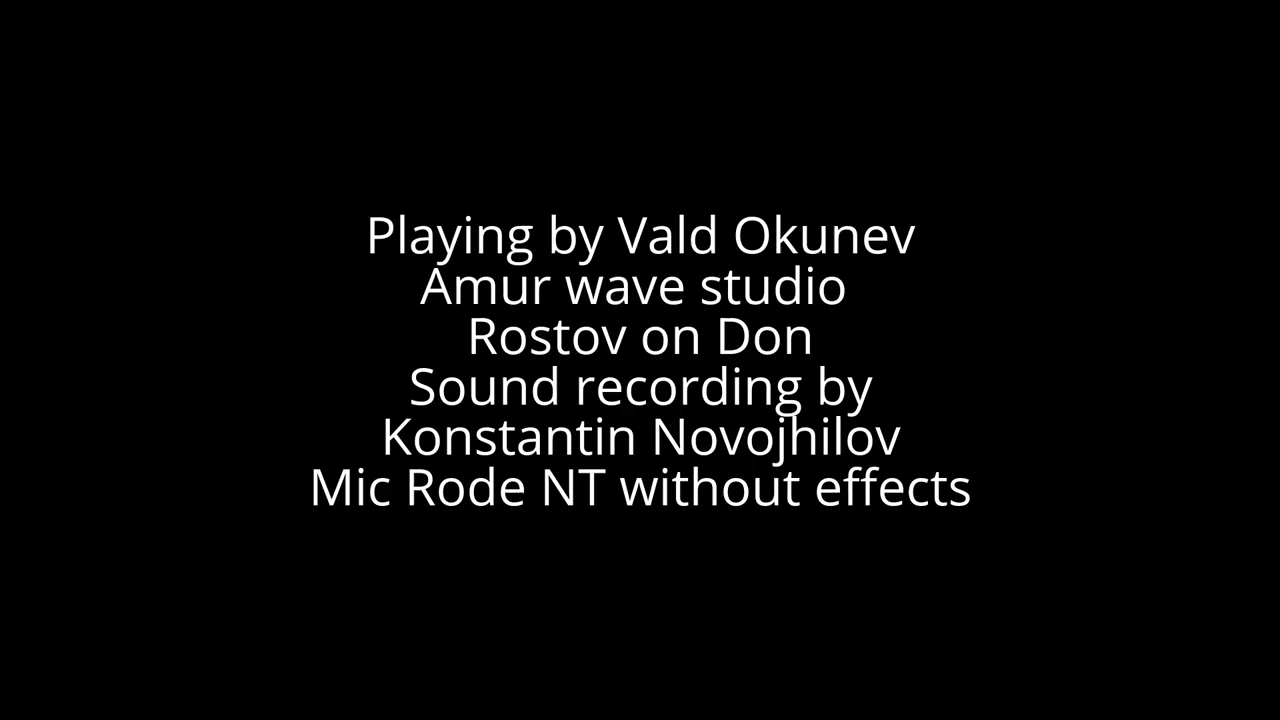 Playing by Vald Okunev
Amur wave studio
Rostov on Don
Sound recording by
Konstantin Novojhilov
Mic Rode NT without effects